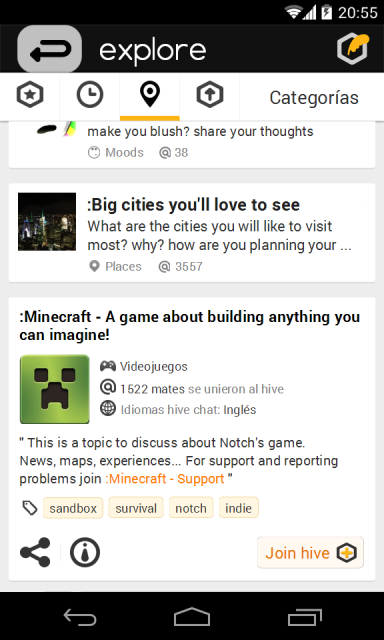 20:55
explore
Categorías
make you blush? share your thoughts
Moods 38
:Big cities you'll love to see
What are the cities you will like to visit
most? why? how are you planning your ...
Places 3557
:Minecraft - A game about building anything you
can imagine!
Videojuegos
1522 mates se unieron al hive
Idiomas hive chat: Inglés
" This is a topic to discuss about Notch's game.
News, maps, experiences... For support and reporting
problems join :Minecraft - Support "
sandbox survival notch indie
Join hive